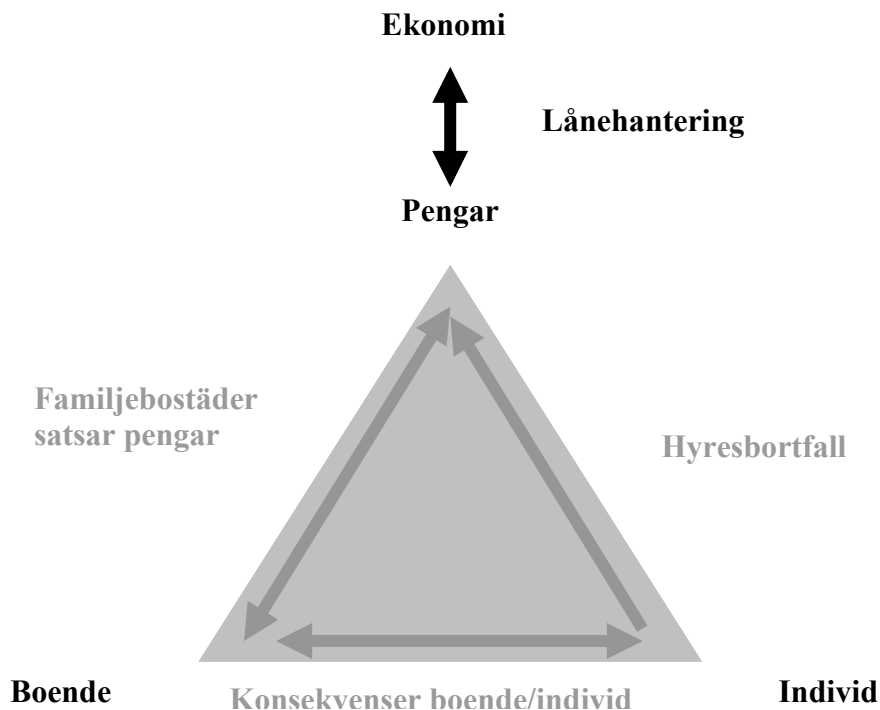 Ekonomi
Lånehantering
Pengar
Familjebostäder
satsar pengar
Hyresbortfall
Boende
Konsekvenser boende/individ
Individ